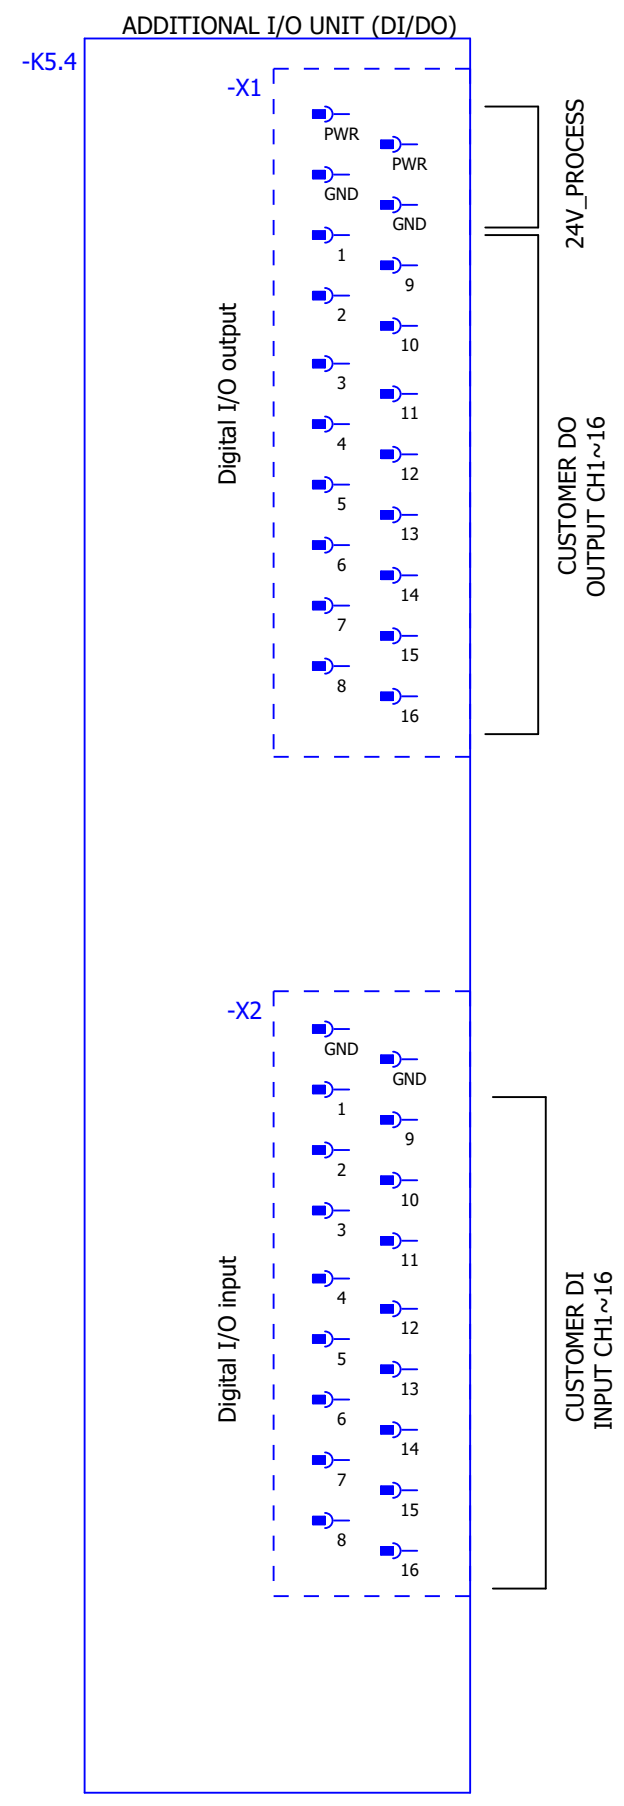 ADDITIONAL I/O UNIT (DI/DO)
-K5.4
-X1
PWR
PWR
GND
GND
24V_PROCESS
1
9
2
10
3
11
4
12
5
13
6
14
7
15
8
16
Digital I/O output
CUSTOMER DO
OUTPUT CH1~16
-X2
GND
GND
1
9
2
10
3
11
4
12
5
13
6
14
7
15
8
16
Digital I/O input
CUSTOMER DI
INPUT CH1~16